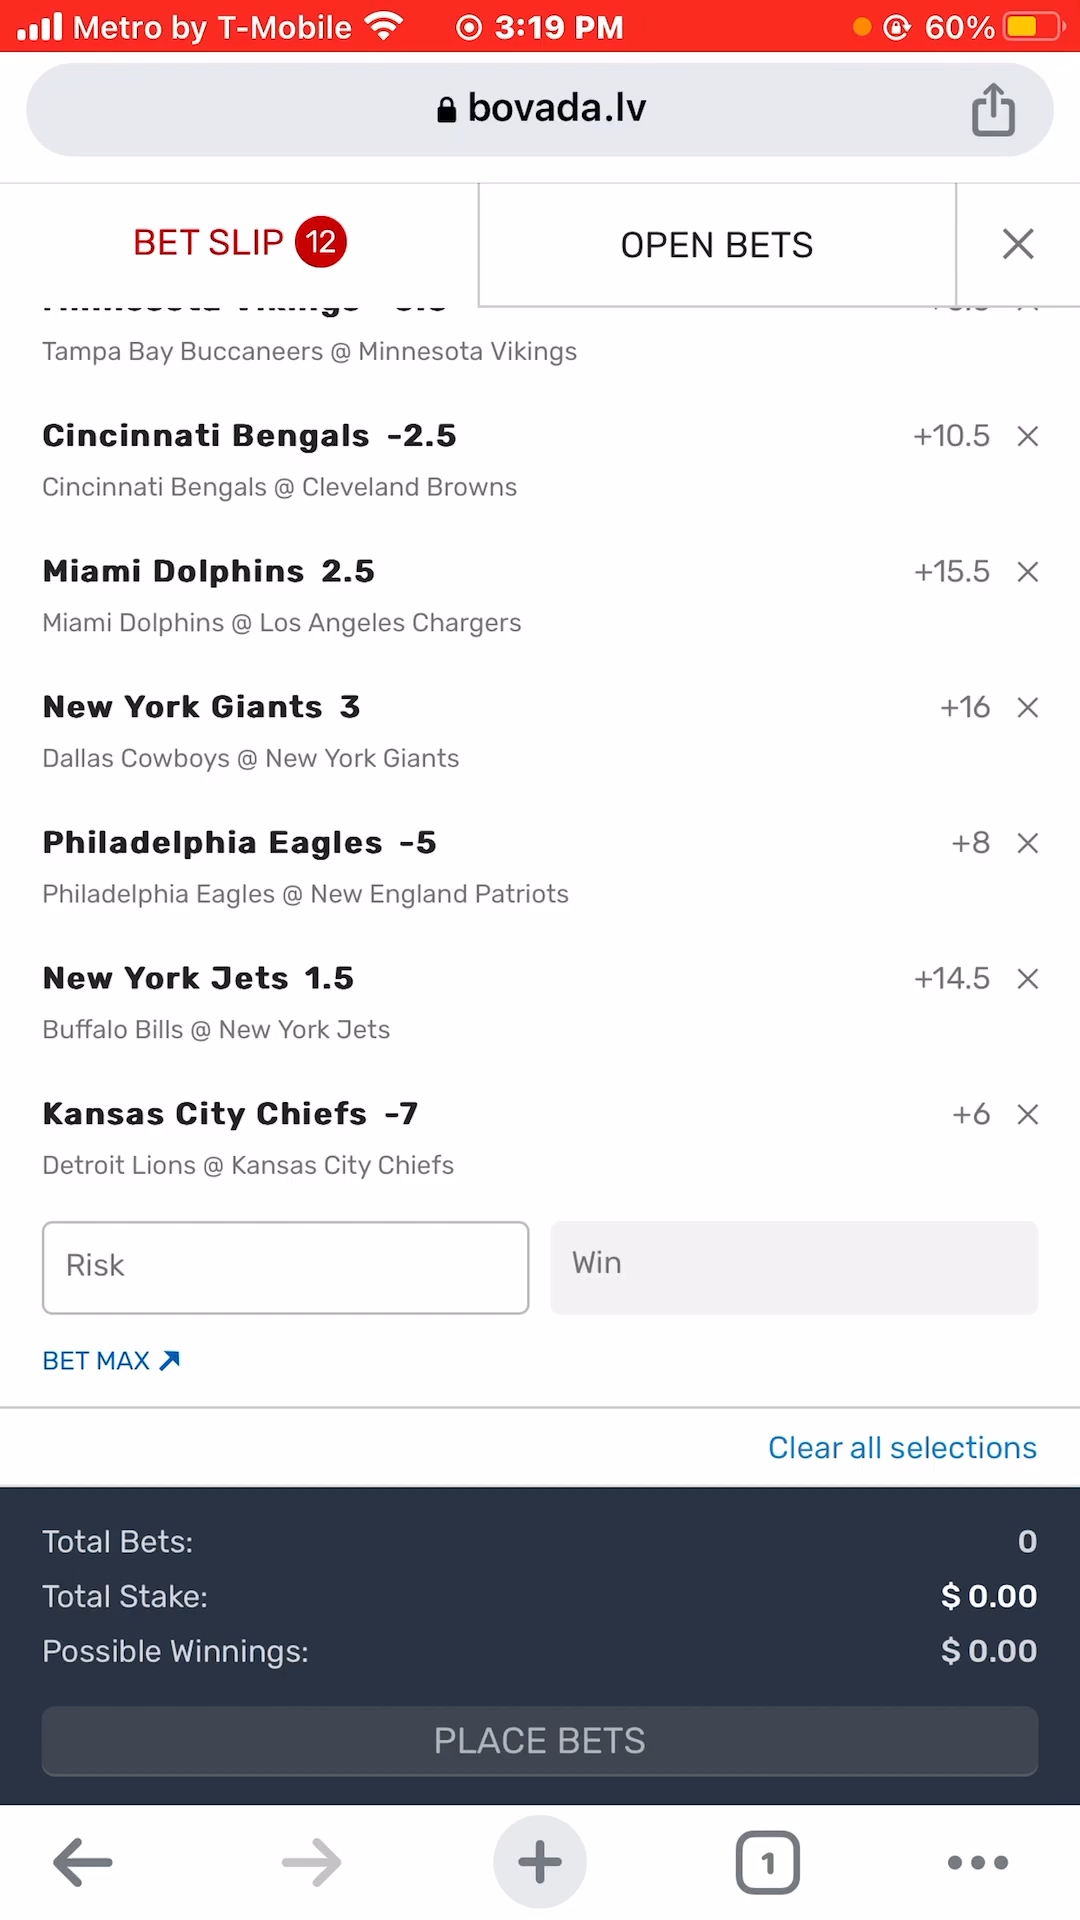 Metro by T-Mobile 3:19 PM 60%
bovada.lv
BET SLIP 12 OPEN BETS
Minnesota Vikings
Tampa Bay Buccaneers @ Minnesota Vikings
Cincinnati Bengals -2.5 +10.5
Cincinnati Bengals @ Cleveland Browns
Miami Dolphins 2.5 +15.5
Miami Dolphins @ Los Angeles Chargers
New York Giants 3 +16
Dallas Cowboys @ New York Giants
Philadelphia Eagles -5 +8
Philadelphia Eagles @ New England Patriots
New York Jets 1.5 +14.5
Buffalo Bills @ New York Jets
Kansas City Chiefs -7 +6
Detroit Lions @ Kansas City Chiefs
Risk Win
BET MAX
Clear all selections
Total Bets: 0
Total Stake: $ 0.00
Possible Winnings: $ 0.00
PLACE BETS
1